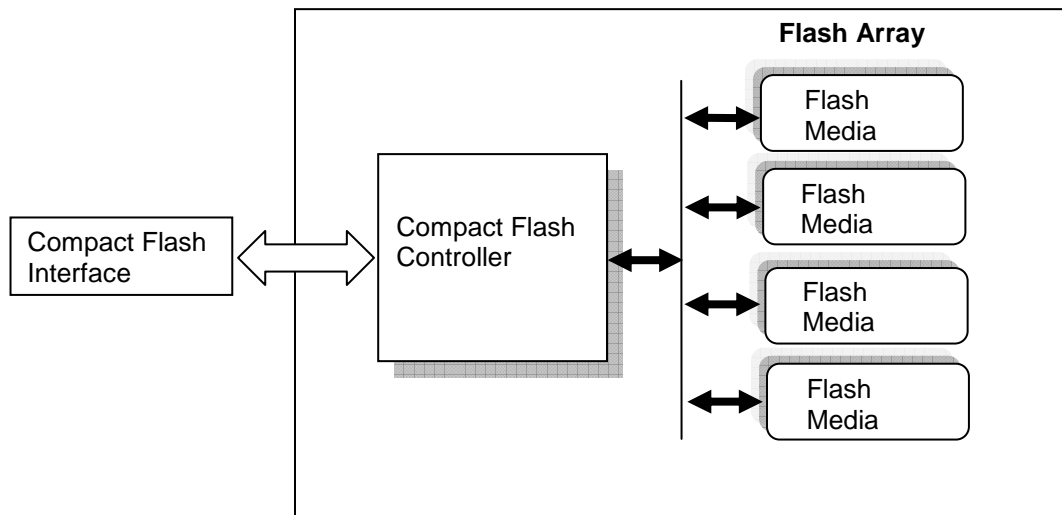 Flash Array
Flash
Media
Flash
Media
Compact Flash
Controller
Compact Flash
Interface
Flash
Media
Flash
Media